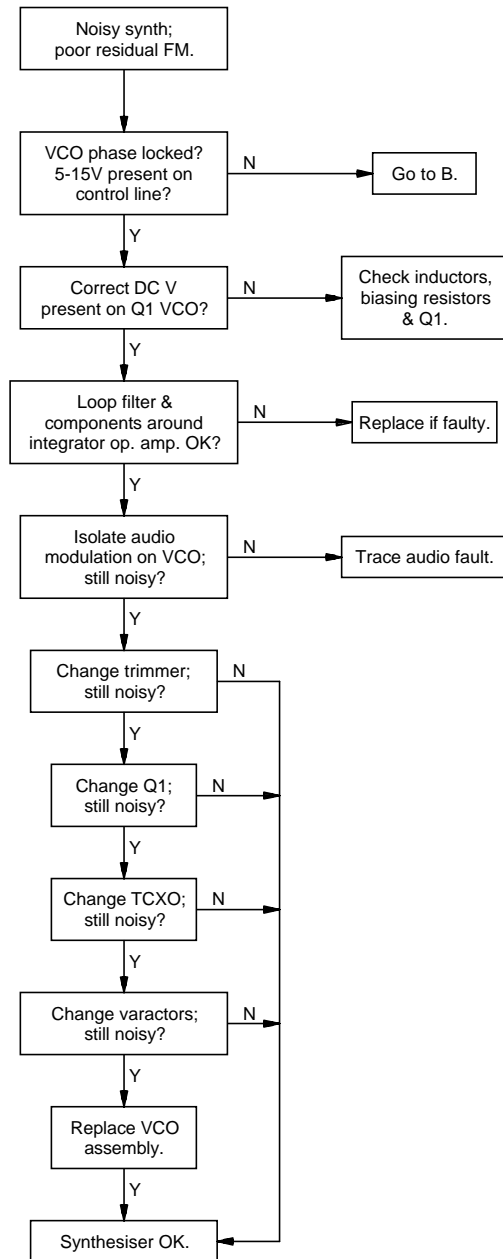 Noisy synth;
poor residual FM.
VCO phase locked?
5-15V present on
control line?
N
Go to B.
Y
Correct DC V
present on Q1 VCO?
N
Check inductors,
biasing resistors
& Q1.
Y
Loop filter &
components around
integrator op. amp. OK?
N
Replace if faulty.
Y
Isolate audio
modulation on VCO;
still noisy?
N
Trace audio fault.
Y
Change trimmer;
still noisy?
N
Y
Change Q1;
still noisy?
N
Y
Change TCXO;
still noisy?
N
Y
Change varactors;
still noisy?
N
Y
Replace VCO
assembly.
Y
Synthesiser OK.